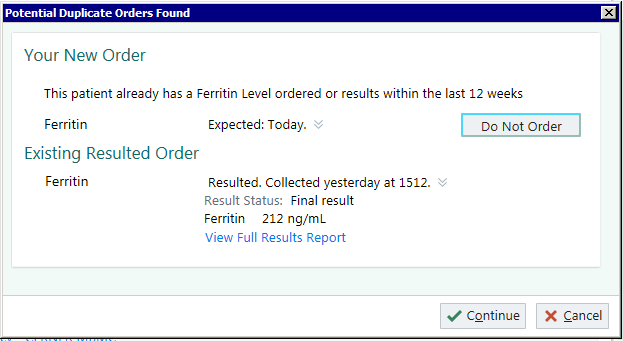 Potential Duplicate Orders Found
Your New Order
This patient already has a Ferritin Level ordered or results within the last 12 weeks
Ferritin Expected: Today. Do Not Order
Existing Resulted Order
Ferritin Resulted. Collected yesterday at 1512.
Result Status: Final result
Ferritin 212 ng/mL
View Full Results Report
Continue Cancel